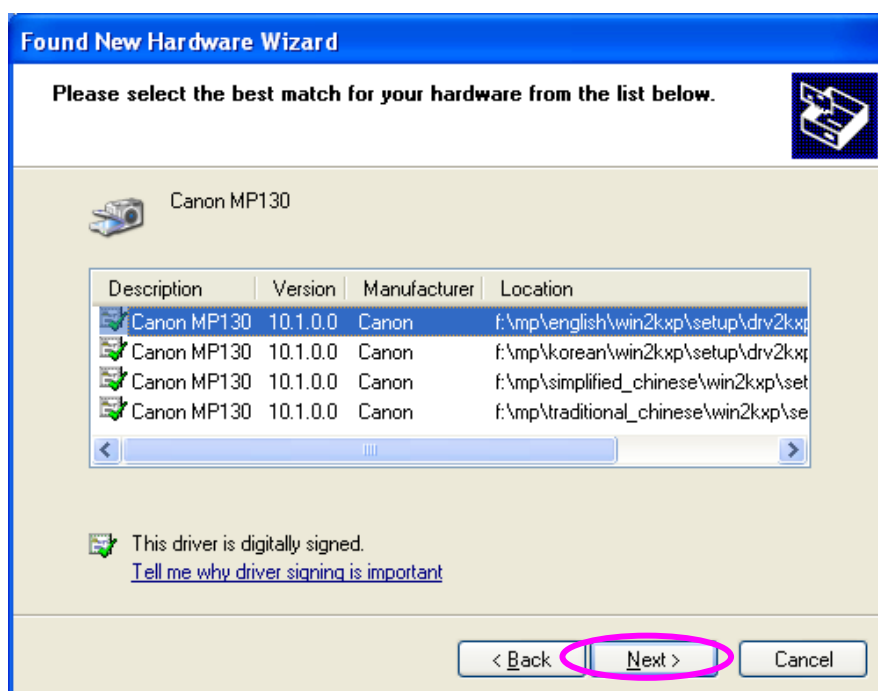 Found New Hardware Wizard
Please select the best match for your hardware from the list below.
Canon MP130
Description Version Manufacturer Location
Canon MP130 10.1.0.0 Canon f:\mp\english\win2kxp\setup\drv2kxp
Canon MP130 10.1.0.0 Canon f:\mp\korean\win2kxp\setup\drv2kxp
Canon MP130 10.1.0.0 Canon f:\mp\simplified_chinese\win2kxp\set
Canon MP130 10.1.0.0 Canon f:\mp\traditional_chinese\win2kxp\se
This driver is digitally signed.
Tell me why driver signing is important
< Back Next > Cancel